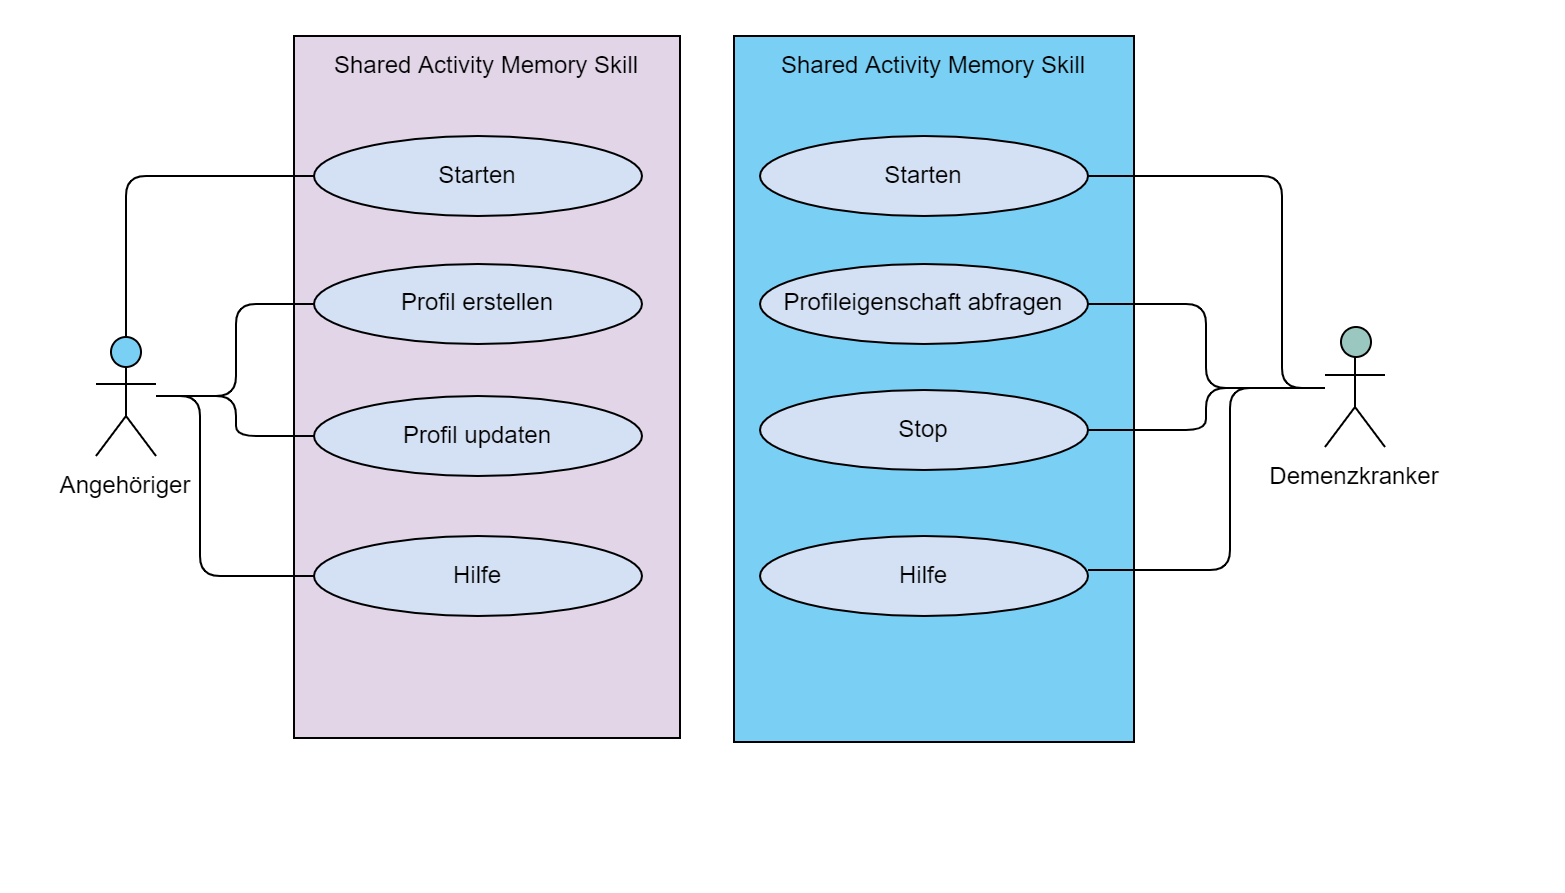 Shared Activity Memory Skill
Starten
Profil erstellen
Profil updaten
Hilfe
Angehöriger
Shared Activity Memory Skill
Starten
Profileigenschaft abfragen
Stop
Hilfe
Demenzkranker